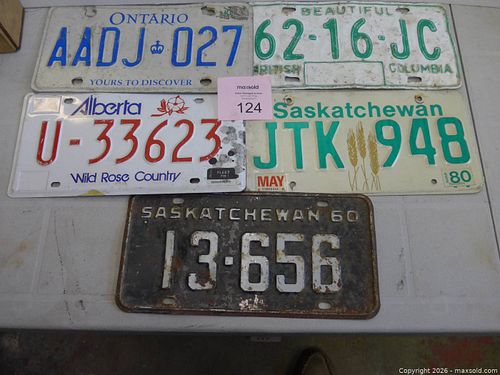 ONTARIO
AADJ 027
YOURS TO DISCOVER
BEAUTIFUL
62-16-JC
BRITISH COLUMBIA
maxsold
124
Alberta
U-33623
Wild Rose Country
Saskatchewan
JTK 948
MAY
80
SASKATCHEWAN 60
13-656
Copyright 2026 - maxsold.com